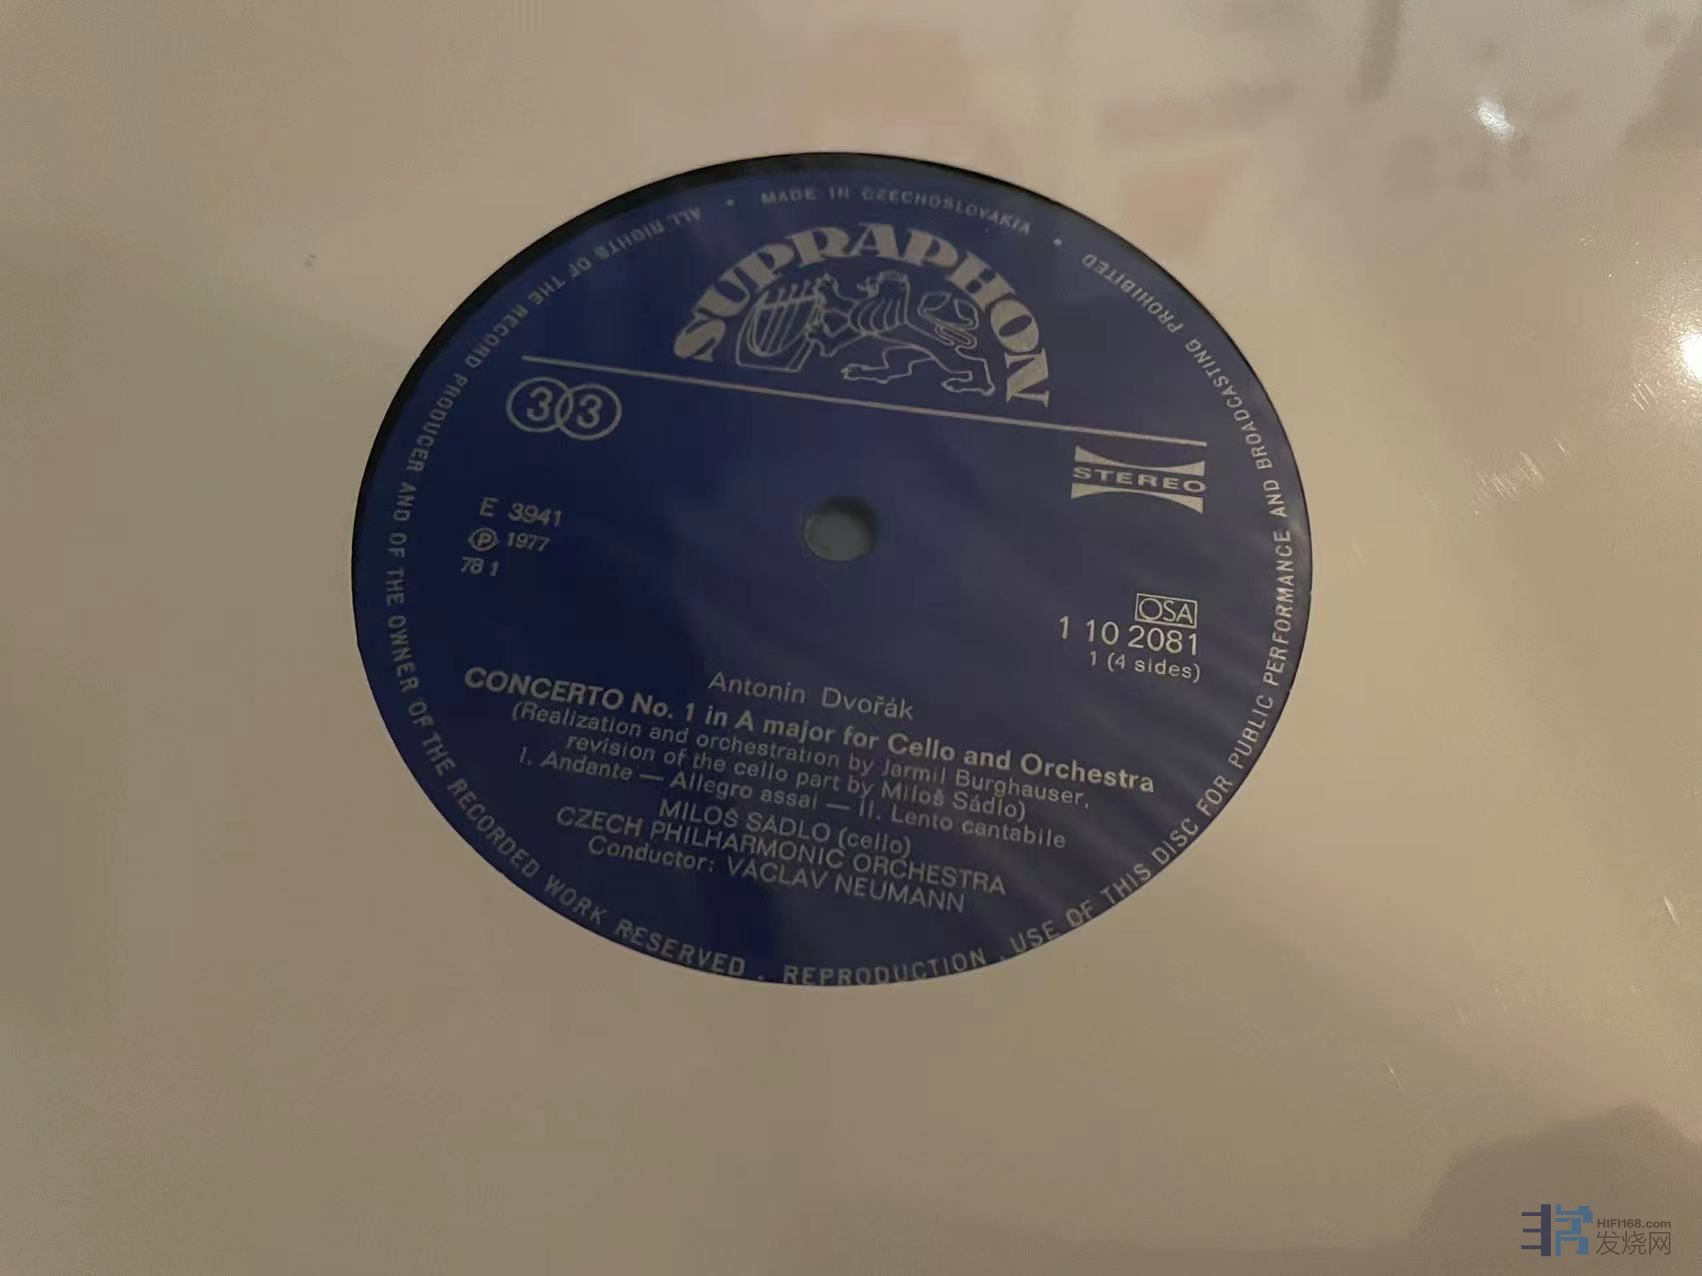 MADE IN CZECHOSLOVAKIA
ALL RIGHTS OF THE RECORD PRODUCER AND OF THE OWNER OF THE RECORDED WORK RESERVED . REPRODUCTION . USE OF THIS DISC FOR PUBLIC PERFORMANCE AND BROADCASTING PROHIBITED
SUPRAPHON
33
STEREO
E 3941
Ⓟ 1977
78 1
OSA
1 10 2081
1 (4 sides)
Antonín Dvořák
CONCERTO No. 1 in A major for Cello and Orchestra
(Realization and orchestration by Jarmil Burghauser,
revision of the cello part by Miloš Sádlo)
I. Andante — Allegro assai — II. Lento cantabile
MILOŠ SÁDLO (cello)
CZECH PHILHARMONIC ORCHESTRA
Conductor: VÁCLAV NEUMANN
HIFI168.com
发烧网